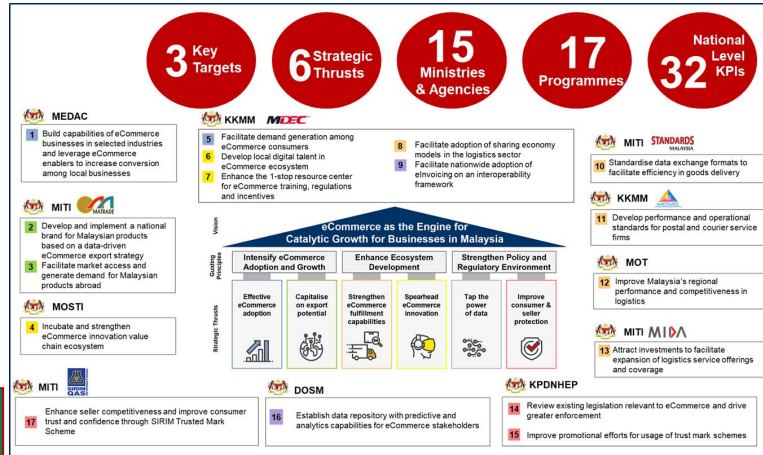 3 Key
Targets
6 Strategic
Thrusts
15
Ministries
& Agencies
17
Programmes
National
Level
32 KPIs
MEDAC
1 Build capabilities of eCommerce
businesses in selected industries
and leverage eCommerce
enablers to increase conversion
among local businesses
MITI MATRADE
2 Develop and implement a national
brand for Malaysian products
based on a data-driven
eCommerce export strategy
3 Facilitate market access and
generate demand for Malaysian
products abroad
MOSTI
4 Incubate and strengthen
eCommerce innovation value
chain ecosystem
KKMM MDEC
5 Facilitate demand generation among
eCommerce consumers
6 Develop local digital talent in
eCommerce ecosystem
7 Enhance the 1-stop resource center
for eCommerce training, regulations
and incentives
8 Facilitate adoption of sharing economy
models in the logistics sector
9 Facilitate nationwide adoption of
eInvoicing on an interoperability
framework
MITI STANDARDS
MALAYSIA
10 Standardise data exchange formats to
facilitate efficiency in goods delivery
KKMM MCMC
11 Develop performance and operational
standards for postal and courier service
firms
MOT
12 Improve Malaysia's regional
performance and competitiveness in
logistics
MITI MIDA
13 Attract investments to facilitate
expansion of logistics service offerings
and coverage
Vision
eCommerce as the Engine for
Catalytic Growth for Businesses in Malaysia
Guiding
Principles
Intensify eCommerce
Adoption and Growth
Enhance Ecosystem
Development
Strengthen Policy and
Regulatory Environment
Strategic Thrusts
Effective
eCommerce
adoption
Capitalise
on export
potential
Strengthen
eCommerce
fulfillment
capabilities
Spearhead
eCommerce
innovation
Tap the
power
of data
Improve
consumer &
seller
protection
MITI SIRIM
QAS
17 Enhance seller competitiveness and improve consumer
trust and confidence through SIRIM Trusted Mark
Scheme
DOSM
16 Establish data repository with predictive and
analytics capabilities for eCommerce stakeholders
KPDNHEP
14 Review existing legislation relevant to eCommerce and drive
greater enforcement
15 Improve promotional efforts for usage of trust mark schemes